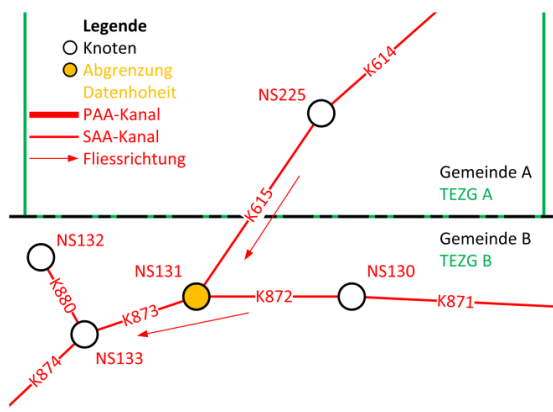 Legende
Knoten
Abgrenzung
Datenhoheit
PAA-Kanal
SAA-Kanal
Fliessrichtung
K614
NS225
K615
Gemeinde A
TEZG A
Gemeinde B
TEZG B
NS132
NS131
NS130
K880
K873
K872
K871
NS133
K874